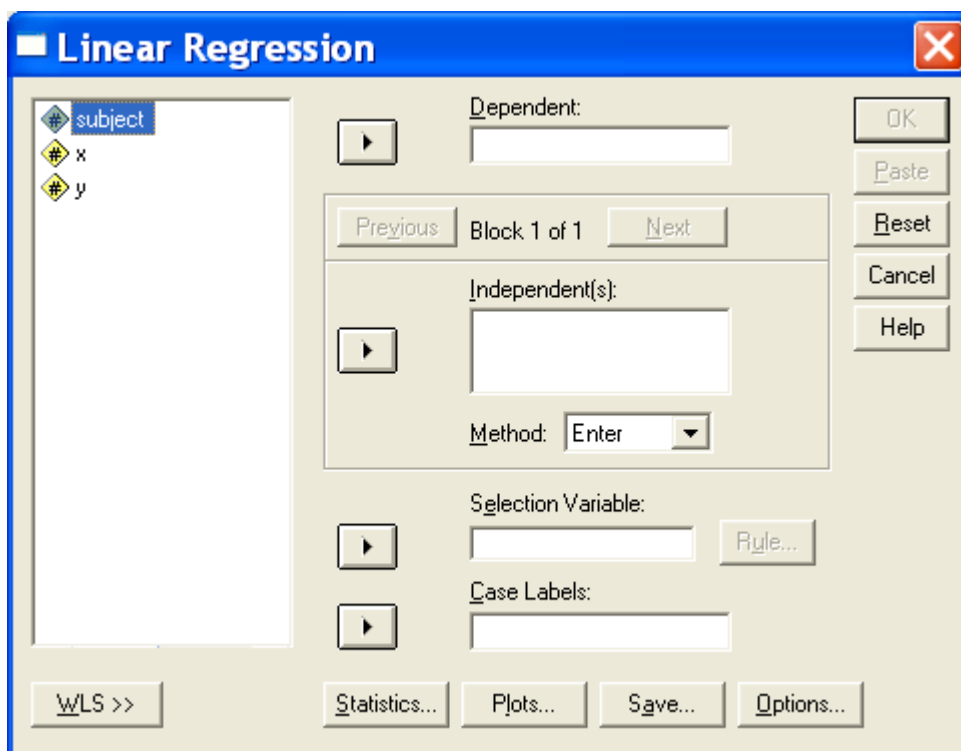 Linear Regression
subject
x
y
Dependent:
Previous
Block 1 of 1
Next
Independent(s):
Method:
Enter
Selection Variable:
Rule...
Case Labels:
OK
Paste
Reset
Cancel
Help
WLS >>
Statistics...
Plots...
Save...
Options...